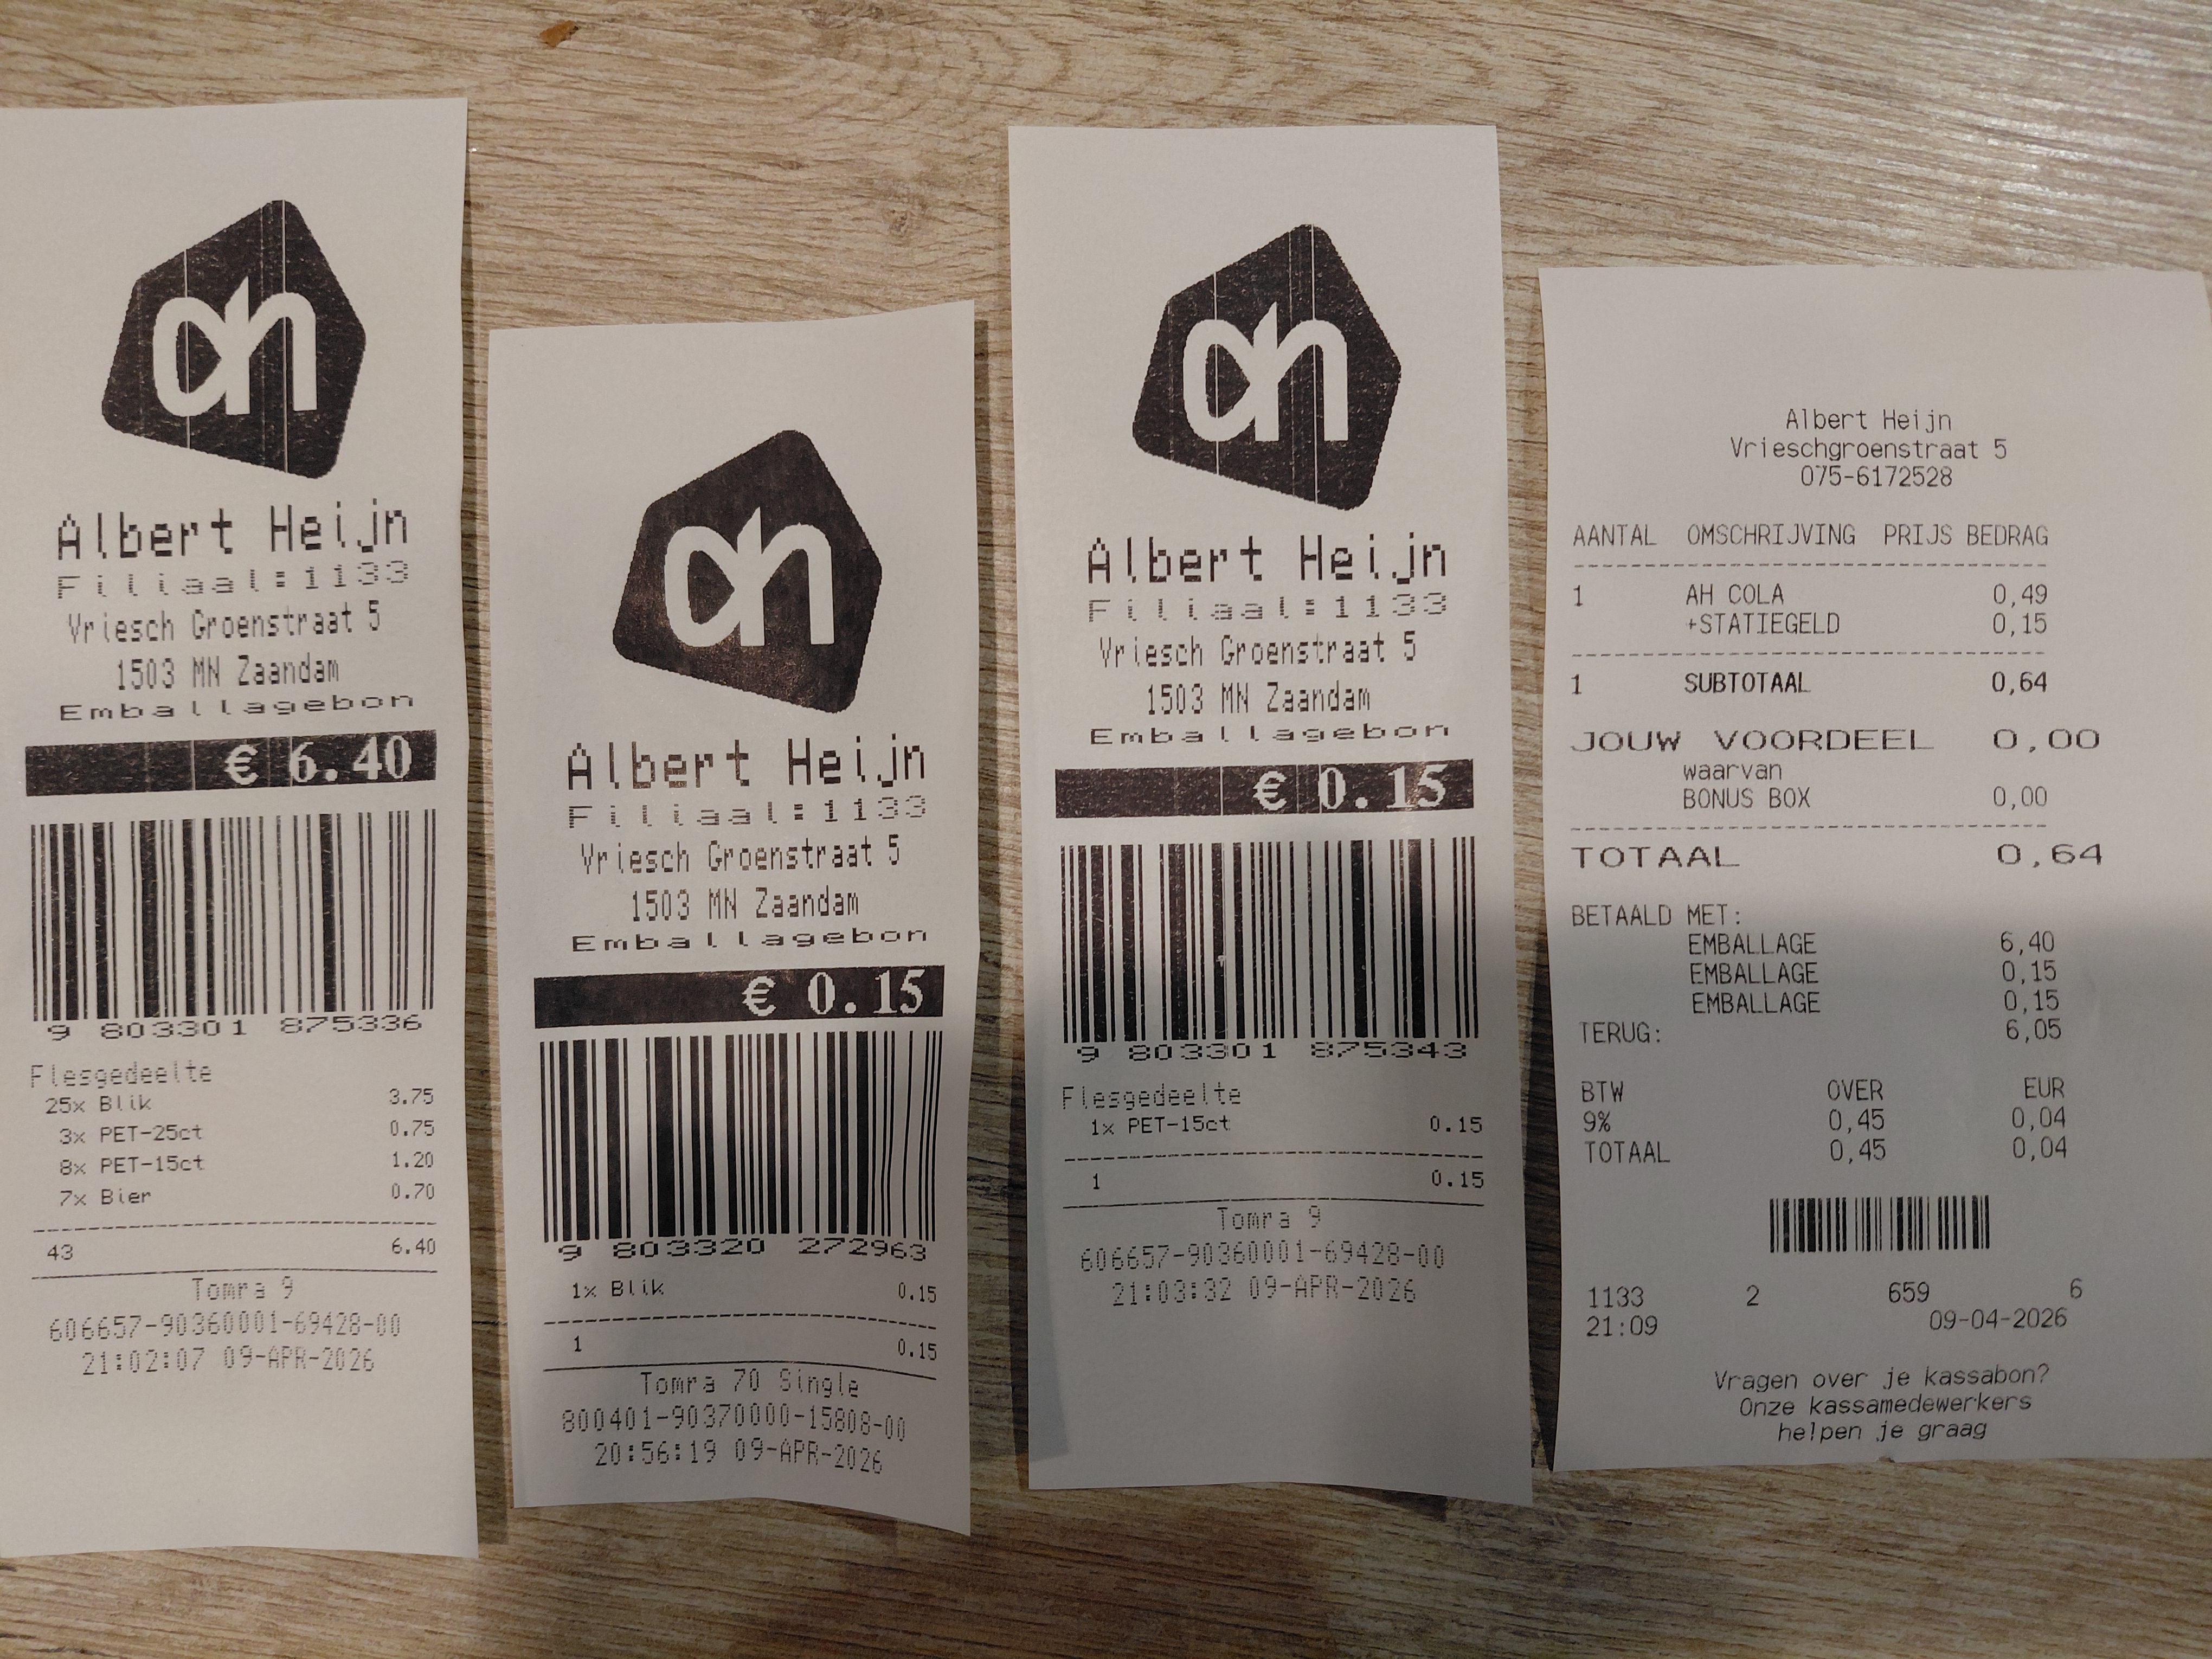 ah
Albert Heijn
Filiaal:1133
Vriesch Groenstraat 5
1503 MN Zaandam
Emballagebon
€ 6.40
9 803301 875336
Flesgedeelte
25x Blik 3.75
3x PET-25ct 0.75
8x PET-15ct 1.20
7x Bier 0.70
43 6.40
Tomra 9
606657-90360001-69428-00
21:02:07 09-APR-2026
ah
Albert Heijn
Filiaal:1133
Vriesch Groenstraat 5
1503 MN Zaandam
Emballagebon
€ 0.15
9 803320 272963
1x Blik 0.15
1 0.15
Tomra 70 Single
800401-90370000-15808-00
20:56:19 09-APR-2026
ah
Albert Heijn
Filiaal:1133
Vriesch Groenstraat 5
1503 MN Zaandam
Emballagebon
€ 0.15
9 803301 875343
Flesgedeelte
1x PET-15ct 0.15
1 0.15
Tomra 9
606657-90360001-69428-00
21:03:32 09-APR-2026
Albert Heijn
Vrieschgroenstraat 5
075-6172528
AANTAL OMSCHRIJVING PRIJS BEDRAG
1 AH COLA 0,49
+STATIEGELD 0,15
1 SUBTOTAAL 0,64
JOUW VOORDEEL 0,00
waarvan
BONUS BOX 0,00
TOTAAL 0,64
BETAALD MET:
EMBALLAGE 6,40
EMBALLAGE 0,15
EMBALLAGE 0,15
TERUG: 6,05
BTW OVER EUR
9% 0,45 0,04
TOTAAL 0,45 0,04
1133 2 659 6
21:09 09-04-2026
Vragen over je kassabon?
Onze kassamedewerkers
helpen je graag